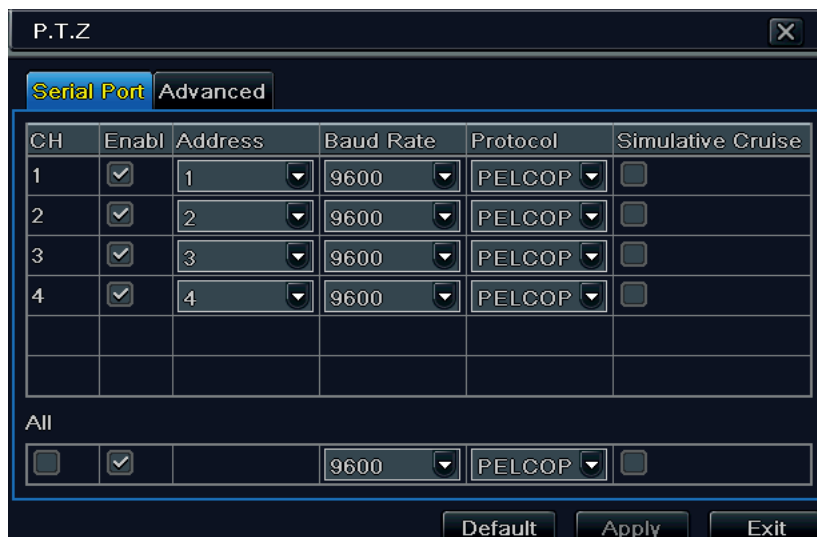 P.T.Z
Serial Port Advanced
CH Enabl Address Baud Rate Protocol Simulative Cruise
1 1 9600 PELCOP
2 2 9600 PELCOP
3 3 9600 PELCOP
4 4 9600 PELCOP
All
9600 PELCOP
Default Apply Exit